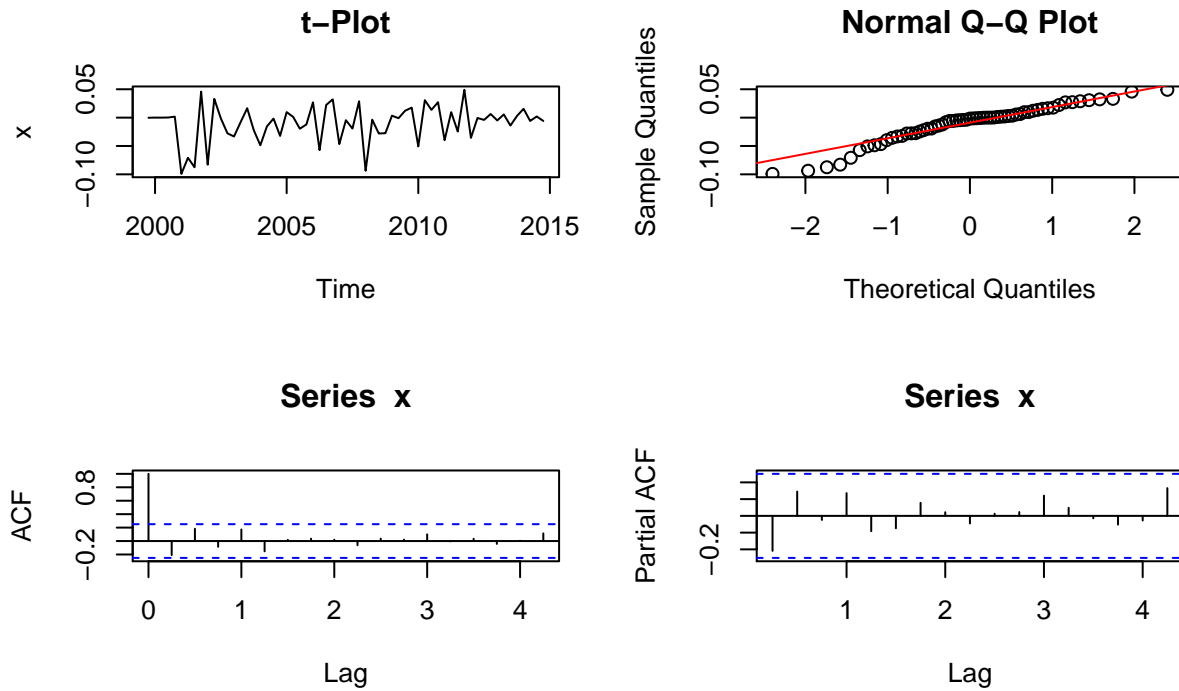 t−Plot
x
0.05
−0.10
2000 2005 2010 2015
Time
Normal Q−Q Plot
Sample Quantiles
0.05
−0.10
−2 −1 0 1 2
Theoretical Quantiles
Series x
ACF
0.8
−0.2
0 1 2 3 4
Lag
Series x
Partial ACF
−0.2
1 2 3 4
Lag